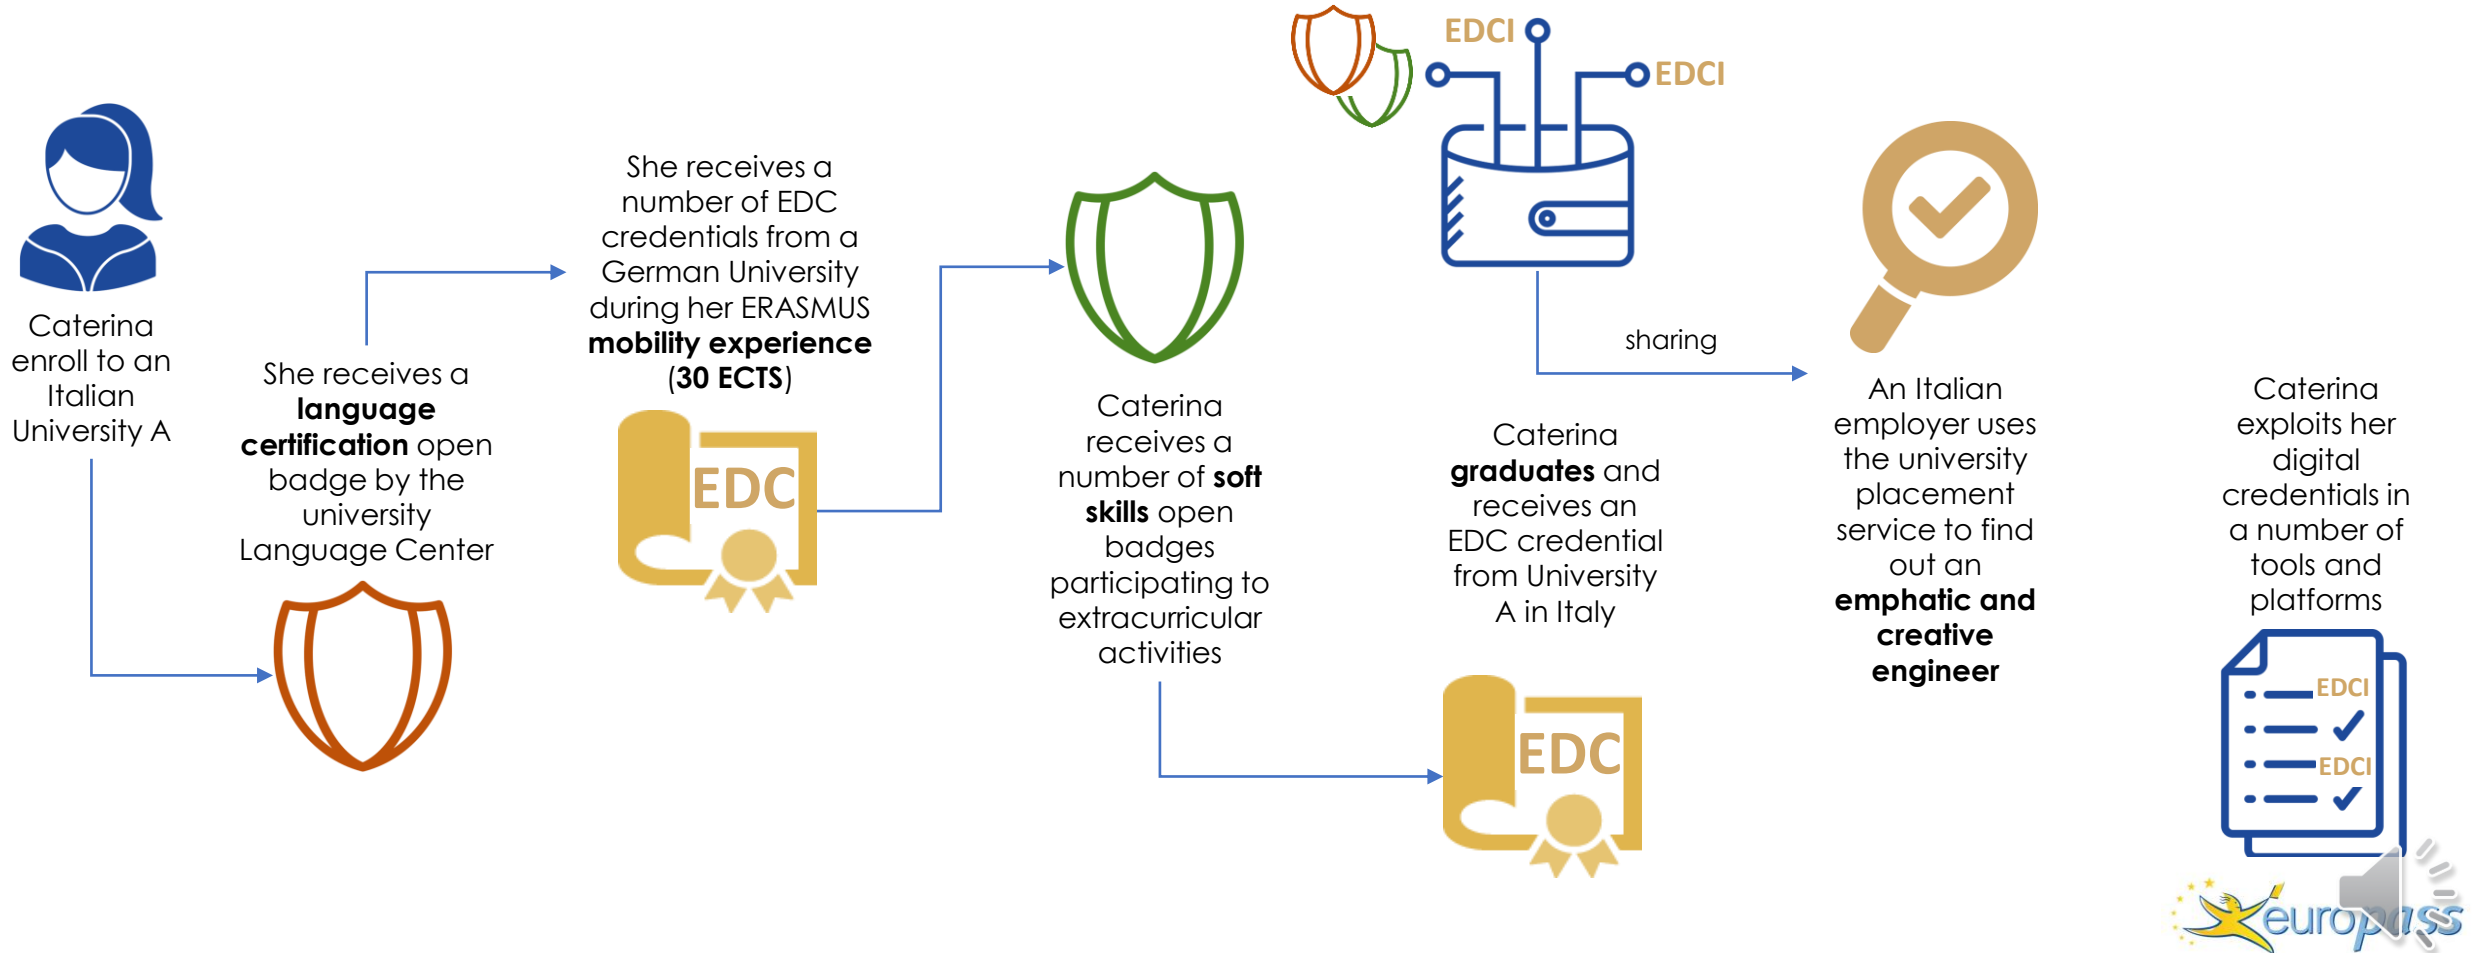 Caterina
enroll to an
Italian
University A
She receives a
language
certification open
badge by the
university
Language Center
She receives a
number of EDC
credentials from a
German University
during her ERASMUS
mobility experience
(30 ECTS)
EDC
Caterina
receives a
number of soft
skills open
badges
participating to
extracurricular
activities
EDCI
EDCI
Caterina
graduates and
receives an
EDC credential
from University
A in Italy
EDC
sharing
An Italian
employer uses
the university
placement
service to find
out an
emphatic and
creative
engineer
Caterina
exploits her
digital
credentials in
a number of
tools and
platforms
EDCI
EDCI
europass